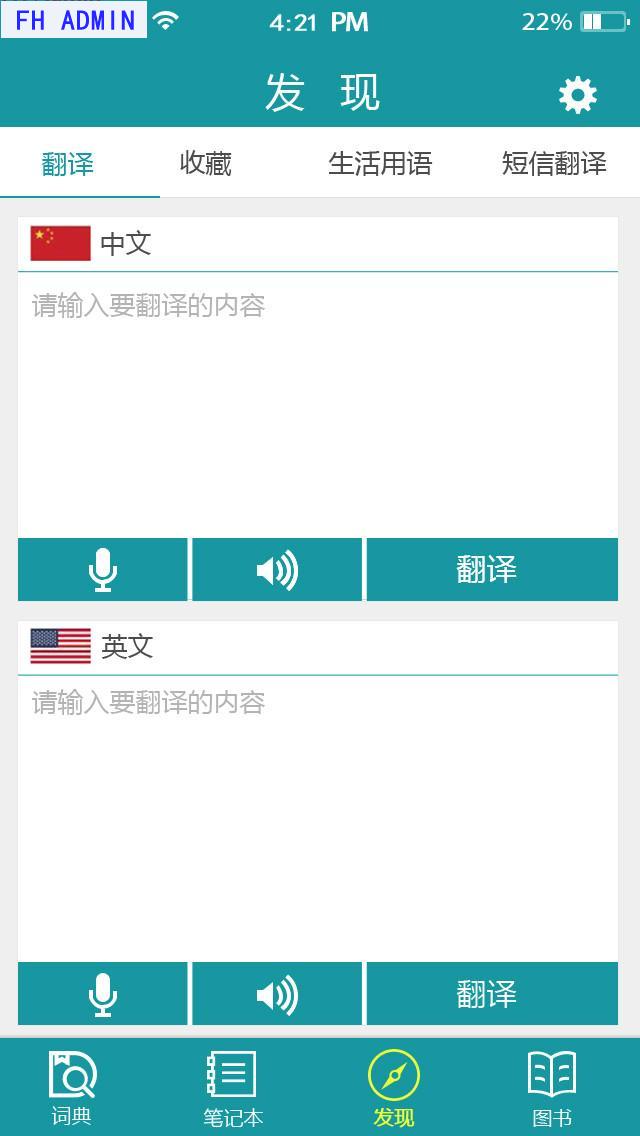 FH ADMIN 4:21 PM 22%
发 现
翻译 收藏 生活用语 短信翻译
中文
请输入要翻译的内容
翻译
英文
请输入要翻译的内容
翻译
词典 笔记本 发现 图书